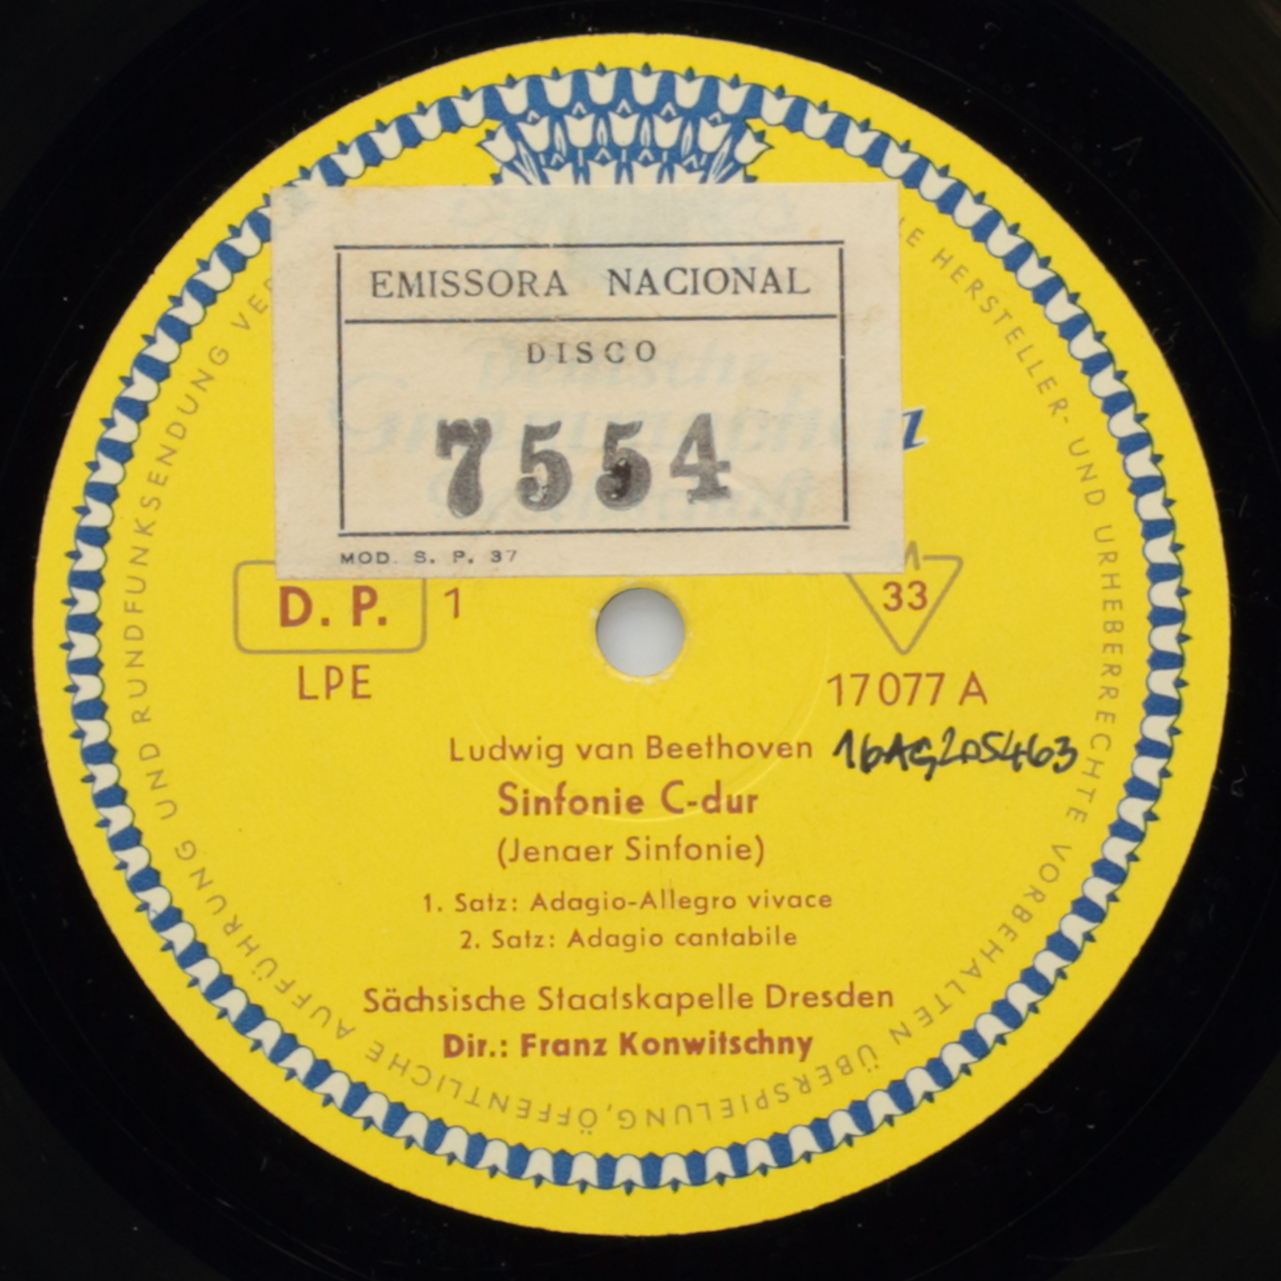 EMISSORA NACIONAL
DISCO
7554
MOD. S. P. 37
D. P. 1
33
LPE
17077 A
Ludwig van Beethoven
Sinfonie C-dur
(Jenaer Sinfonie)
1. Satz: Adagio-Allegro vivace
2. Satz: Adagio cantabile
Sächsische Staatskapelle Dresden
Dir.: Franz Konwitschny
HERSTELLER- UND URHEBERRECHTE VORBEHALTEN ÜBERSPIELUNG, ÖFFENTLICHE AUFFÜHRUNG UND RUNDFUNKSENDUNG